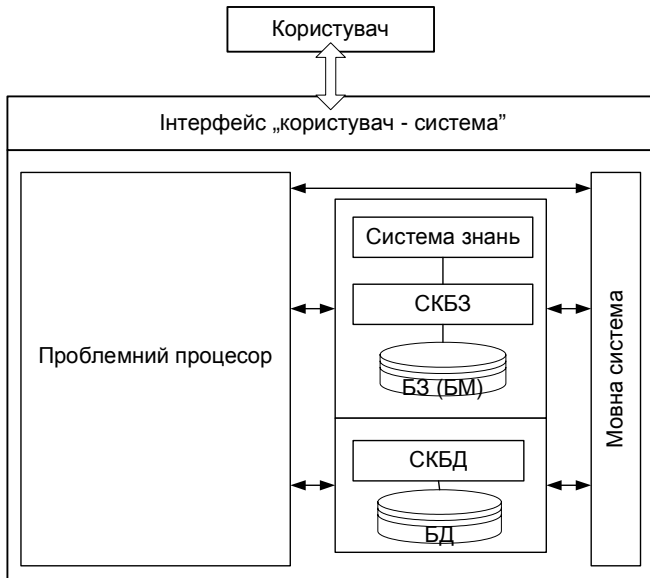 Користувач
Інтерфейс „користувач - система”
Проблемний процесор
Система знань
СКБЗ
БЗ (БМ)
СКБД
БД
Мовна система